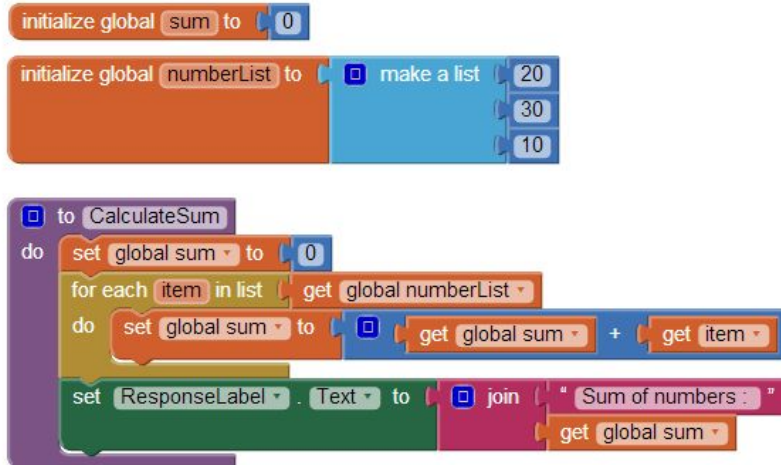 initialize global sum to 0
initialize global numberList to make a list 20
30
10
to CalculateSum
do set global sum to 0
for each item in list get global numberList
do set global sum to get global sum + get item
set ResponseLabel . Text to join " Sum of numbers : "
get global sum